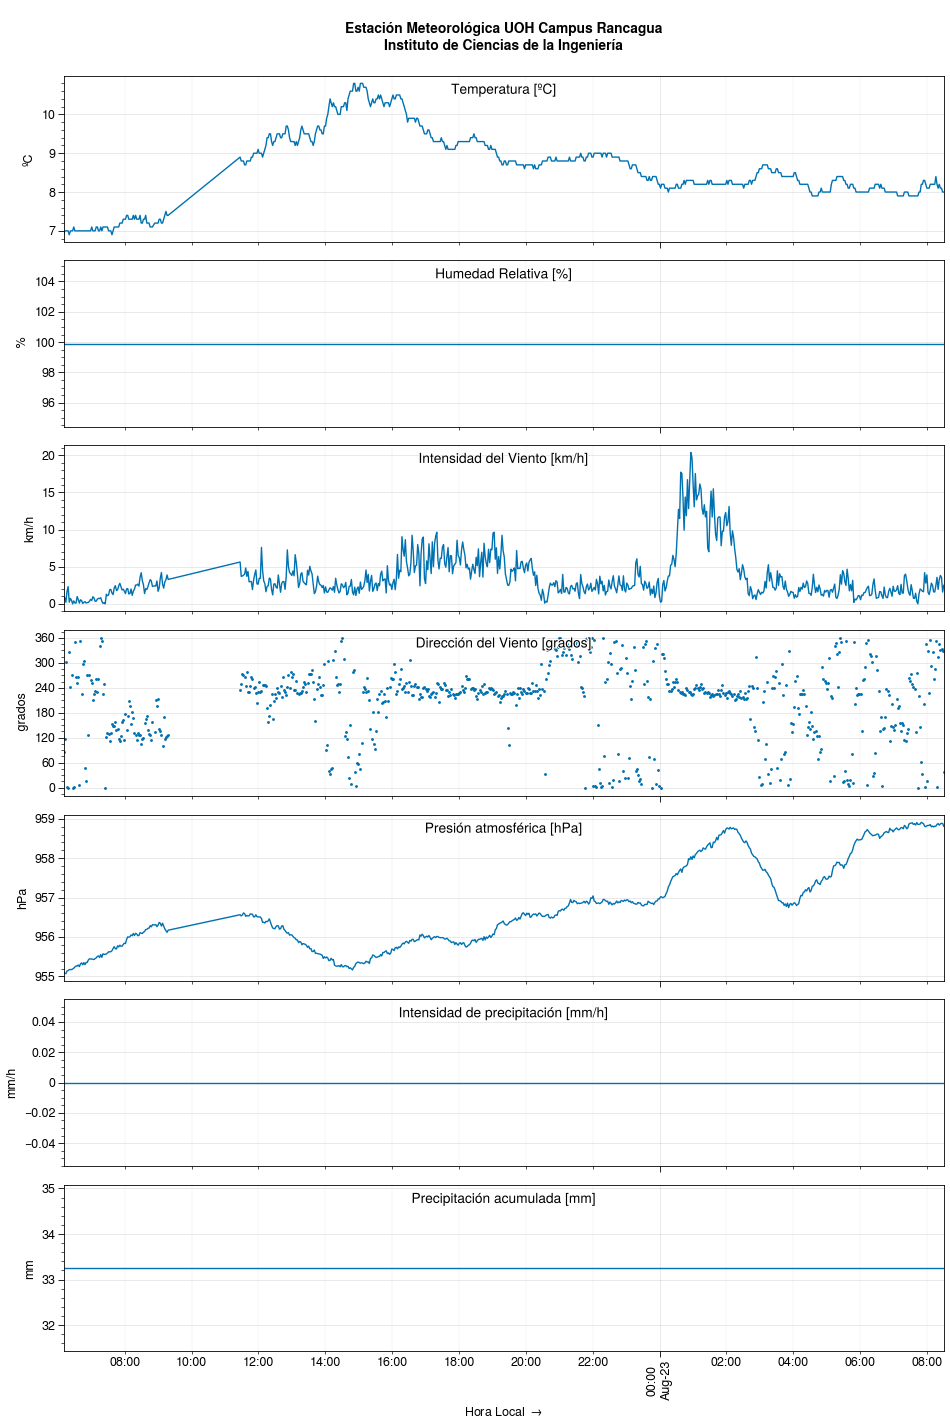 Estación Meteorológica UOH Campus Rancagua
Instituto de Ciencias de la Ingeniería
Temperatura [ºC]
ºC
10
9
8
7
Humedad Relativa [%]
%
104
102
100
98
96
Intensidad del Viento [km/h]
km/h
20
15
10
5
0
Dirección del Viento [grados]
grados
360
300
240
180
120
60
0
Presión atmosférica [hPa]
hPa
959
958
957
956
955
Intensidad de precipitación [mm/h]
mm/h
0.04
0.02
0
−0.02
−0.04
Precipitación acumulada [mm]
mm
35
34
33
32
08:00 10:00 12:00 14:00 16:00 18:00 20:00 22:00 00:00 02:00 04:00 06:00 08:00
Aug-23
Hora Local →